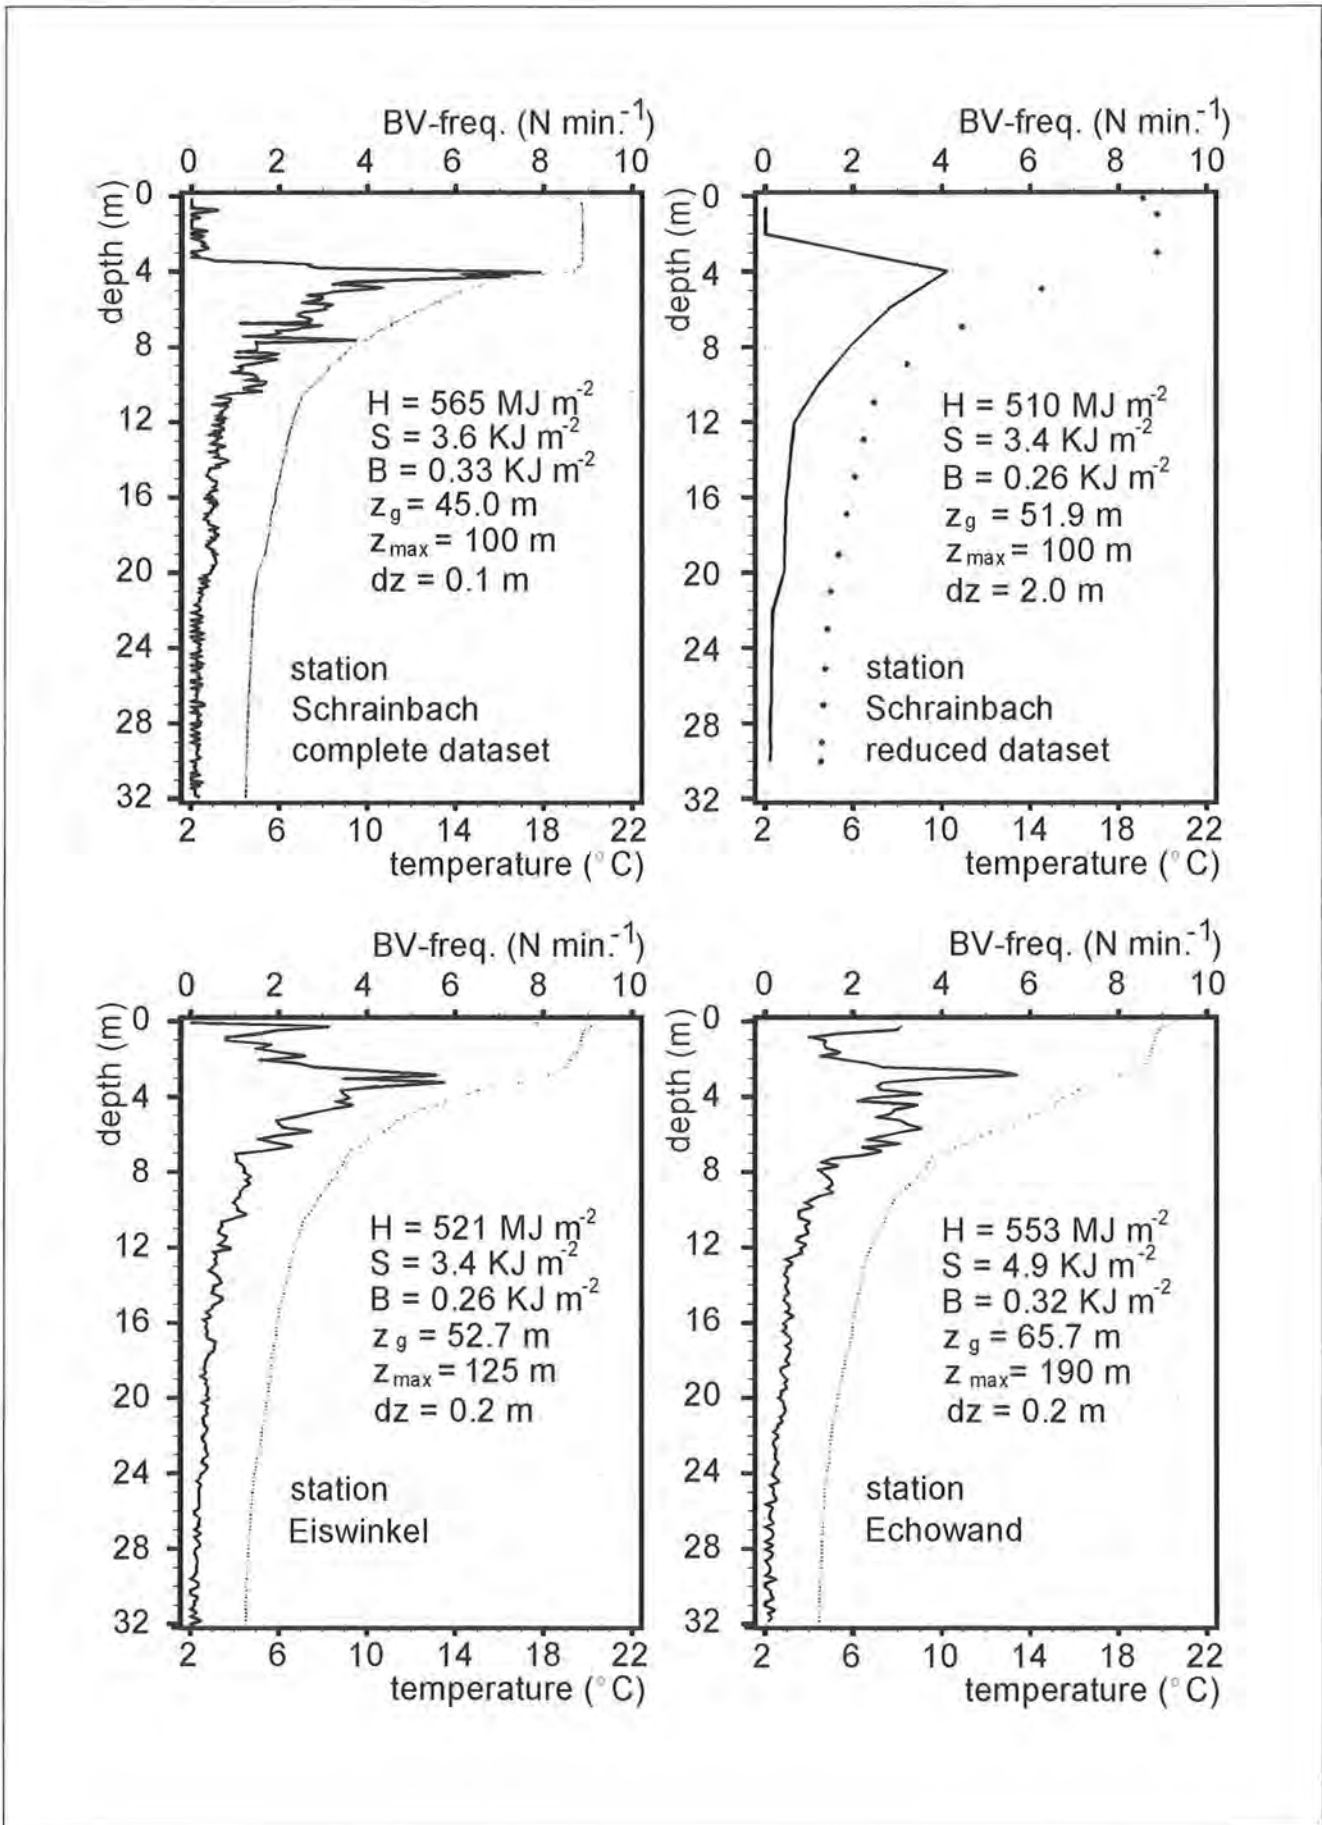 BV-freq. (N min.⁻¹)
0 2 4 6 8 10
depth (m)
0
4
8
12
16
20
24
28
32
H = 565 MJ m⁻²
S = 3.6 KJ m⁻²
B = 0.33 KJ m⁻²
z_g = 45.0 m
z_max = 100 m
dz = 0.1 m
station
Schrainbach
complete dataset
2 6 10 14 18 22
temperature (°C)
BV-freq. (N min.⁻¹)
0 2 4 6 8 10
depth (m)
0
4
8
12
16
20
24
28
32
H = 510 MJ m⁻²
S = 3.4 KJ m⁻²
B = 0.26 KJ m⁻²
z_g = 51.9 m
z_max = 100 m
dz = 2.0 m
station
Schrainbach
reduced dataset
2 6 10 14 18 22
temperature (°C)
BV-freq. (N min.⁻¹)
0 2 4 6 8 10
depth (m)
0
4
8
12
16
20
24
28
32
H = 521 MJ m⁻²
S = 3.4 KJ m⁻²
B = 0.26 KJ m⁻²
z_g = 52.7 m
z_max = 125 m
dz = 0.2 m
station
Eiswinkel
2 6 10 14 18 22
temperature (°C)
BV-freq. (N min.⁻¹)
0 2 4 6 8 10
depth (m)
0
4
8
12
16
20
24
28
32
H = 553 MJ m⁻²
S = 4.9 KJ m⁻²
B = 0.32 KJ m⁻²
z_g = 65.7 m
z_max = 190 m
dz = 0.2 m
station
Echowand
2 6 10 14 18 22
temperature (°C)